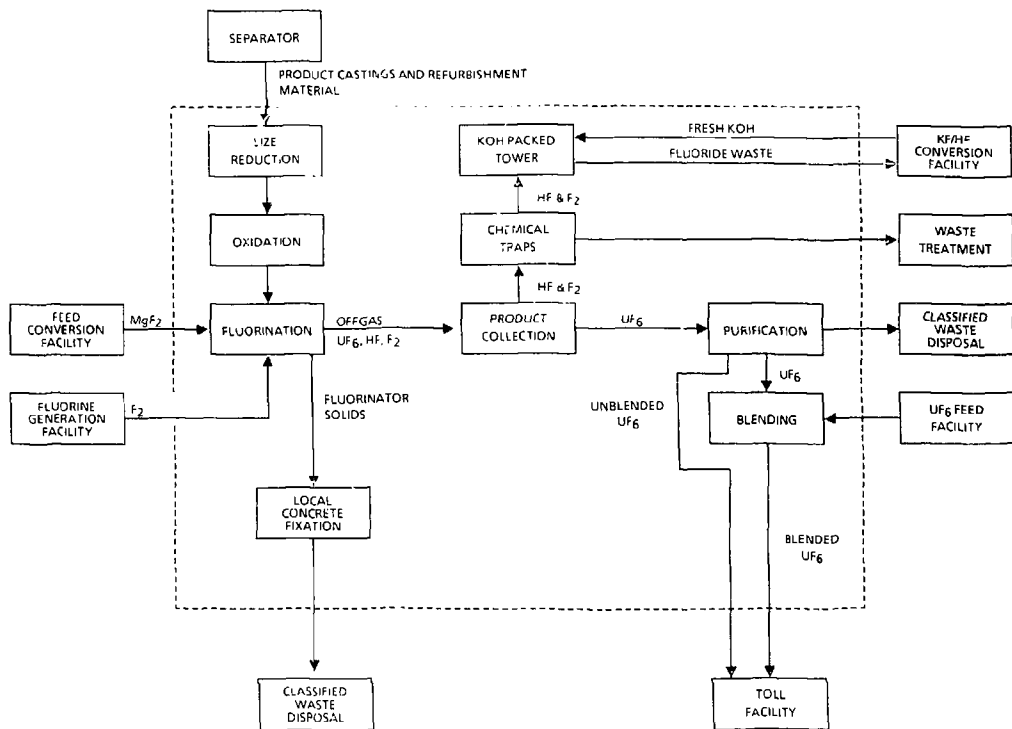 SEPARATOR
PRODUCT CASTINGS AND REFURBISHMENT
MATERIAL
SIZE
REDUCTION
KOH PACKED
TOWER
FRESH KOH
FLUORIDE WASTE
KF/HF
CONVERSION
FACILITY
HF & F2
OXIDATION
CHEMICAL
TRAPS
WASTE
TREATMENT
HF & F2
FEED
CONVERSION
FACILITY
MgF2
FLUORINATION
OFFGAS
UF6, HF, F2
PRODUCT
COLLECTION
UF6
PURIFICATION
CLASSIFIED
WASTE
DISPOSAL
FLUORINE
GENERATION
FACILITY
F2
FLUORINATOR
SOLIDS
UNBLENDED
UF6
UF6
BLENDING
UF6 FEED
FACILITY
LOCAL
CONCRETE
FIXATION
BLENDED
UF6
CLASSIFIED
WASTE
DISPOSAL
TOLL
FACILITY